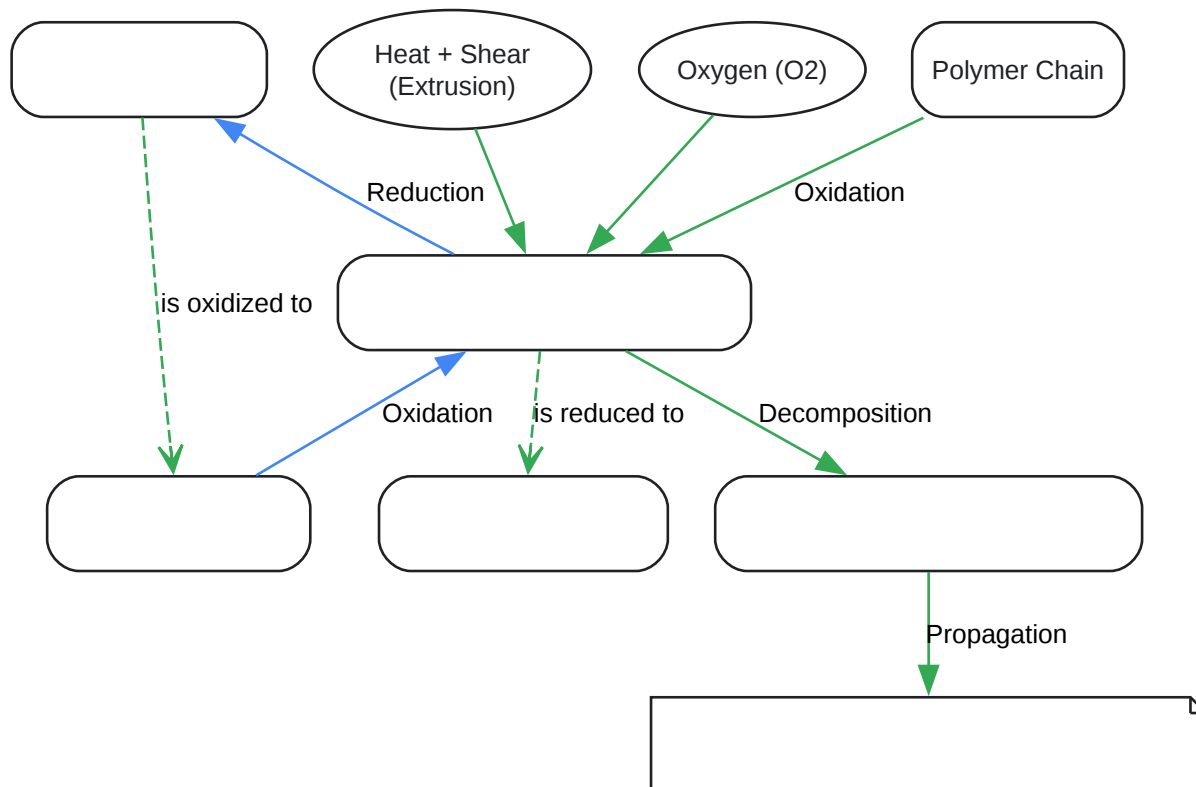 Heat + Shear
(Extrusion)
Oxygen (O2)
Polymer Chain
Reduction
Oxidation
is oxidized to
Oxidation
is reduced to
Decomposition
Propagation